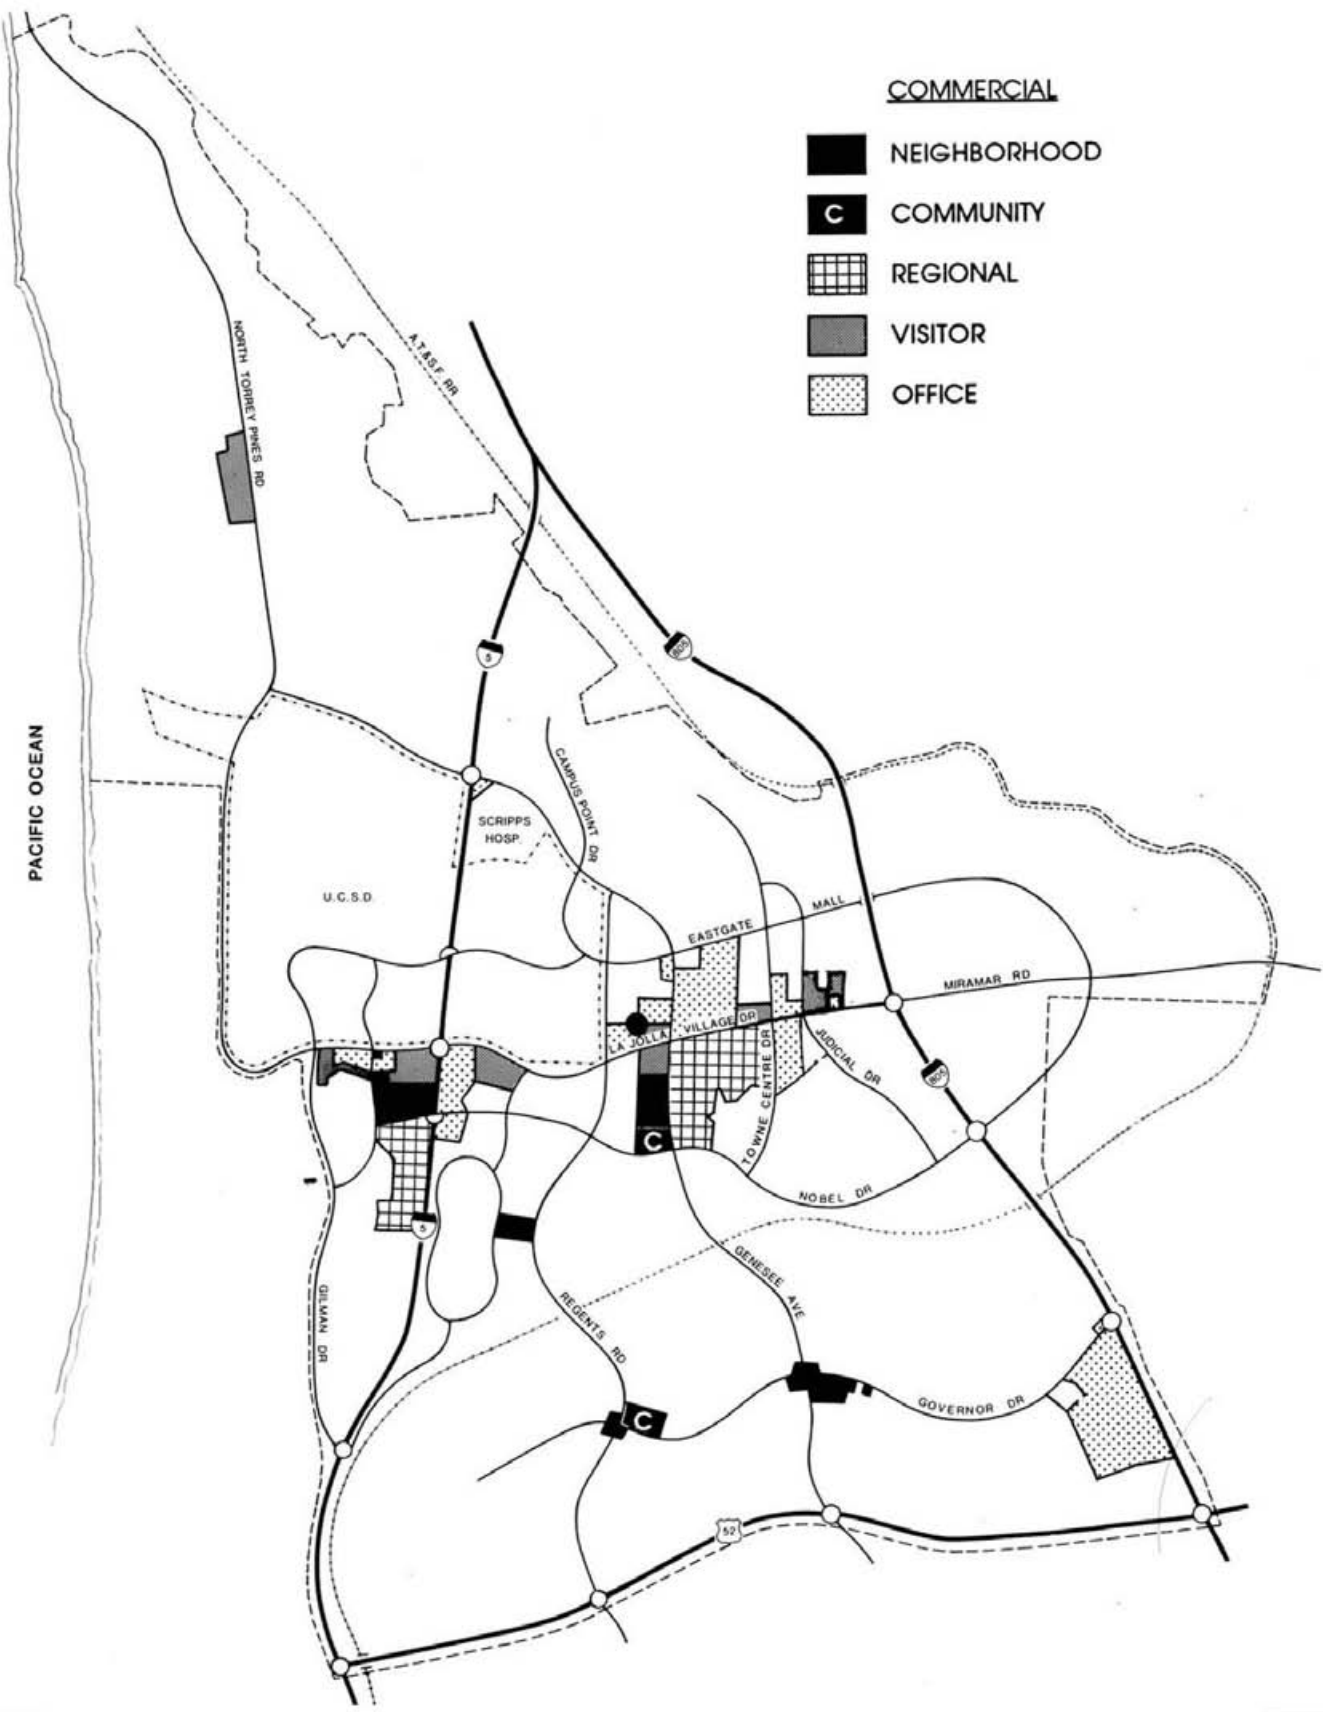 COMMERCIAL
NEIGHBORHOOD
C
COMMUNITY
REGIONAL
VISITOR
OFFICE
NORTH TORREY PINES RD
A.T.&S.F. RR
5
805
PACIFIC OCEAN
CAMPUS POINT DR
SCRIPPS
HOSP.
U.C.S.D.
EASTGATE
MALL
MIRAMAR RD
LA JOLLA
VILLAGE DR
JUDICIAL DR
805
TOWNE CENTRE DR
C
NOBEL DR
5
GILMAN DR
GENESEE AVE
REGENTS RD
C
GOVERNOR DR
52